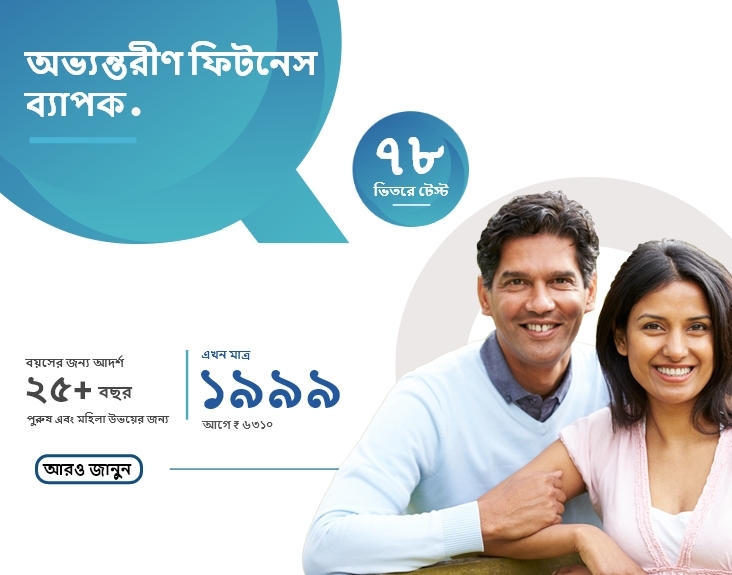 অভ্যন্তরীণ ফিটনেস
ব্যাপক.
৭৮
ভিতরে টেস্ট
বয়সের জন্য আদর্শ
২৫+ বছর
পুরুষ এবং মহিলা উভয়ের জন্য
এখন মাত্র
১৯৯৯
আগে ₹ ৬৩১০
আরও জানুন